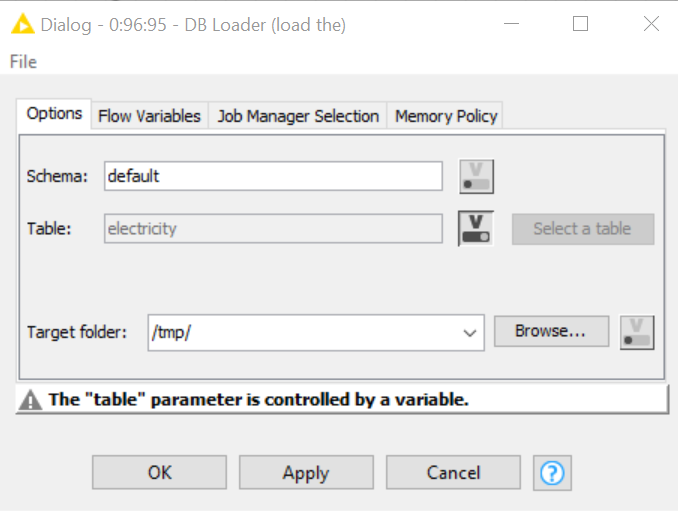 Dialog - 0:96:95 - DB Loader (load the)
File
Options Flow Variables Job Manager Selection Memory Policy
Schema: default V
Table: electricity V Select a table
Target folder: /tmp/ Browse... V
The "table" parameter is controlled by a variable.
OK Apply Cancel ?